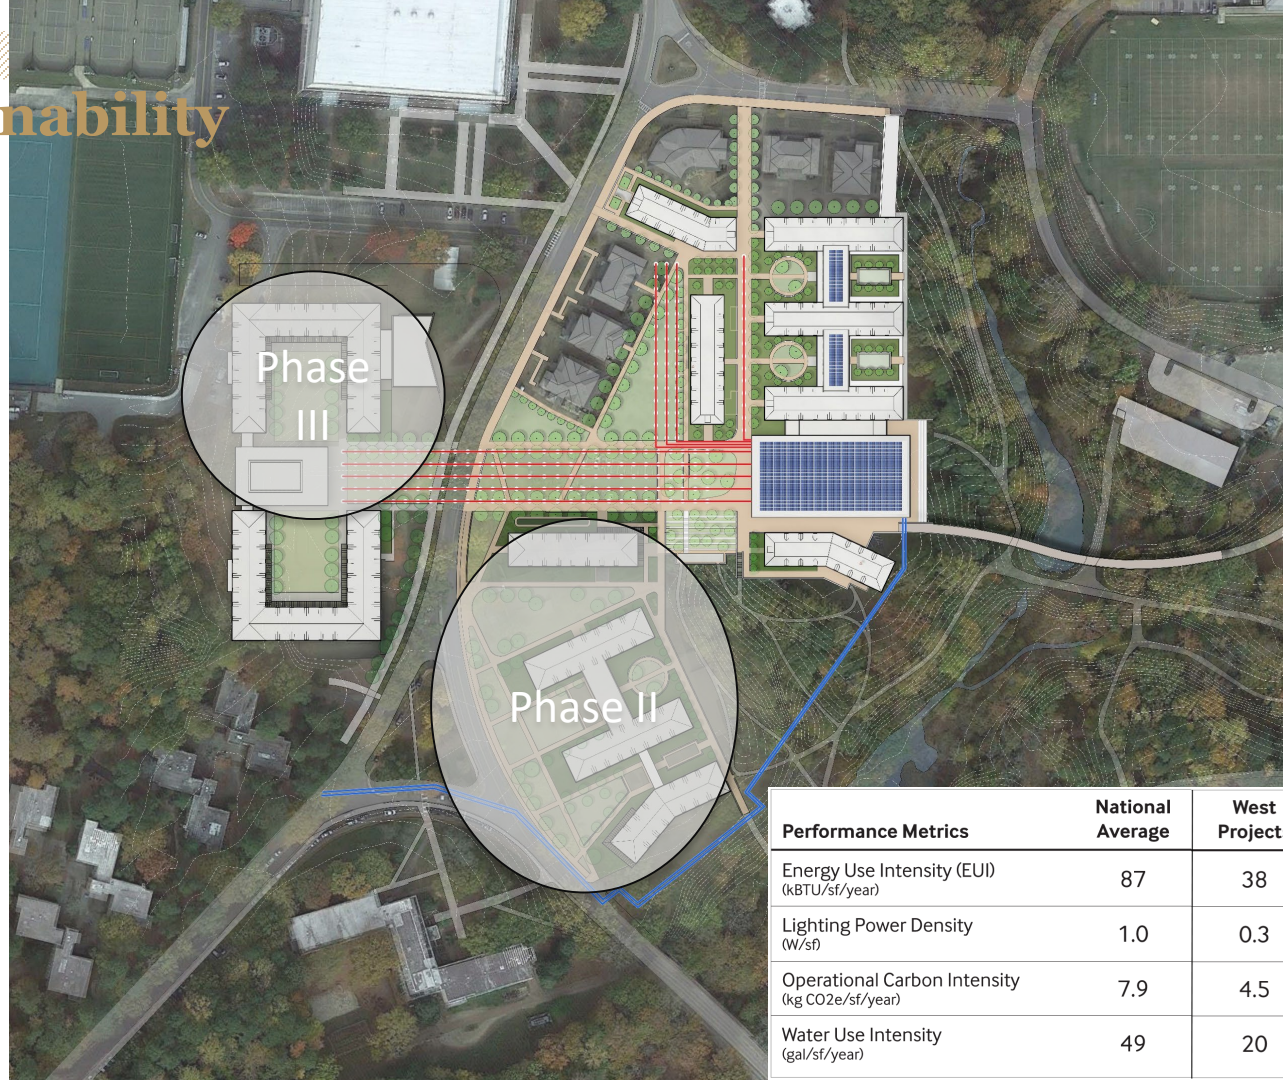 nability
Phase
III
Phase II
Performance Metrics
National
Average
West
Project
Energy Use Intensity (EUI)
(kBTU/sf/year)
87
38
Lighting Power Density
(W/sf)
1.0
0.3
Operational Carbon Intensity
(kg CO2e/sf/year)
7.9
4.5
Water Use Intensity
(gal/sf/year)
49
20